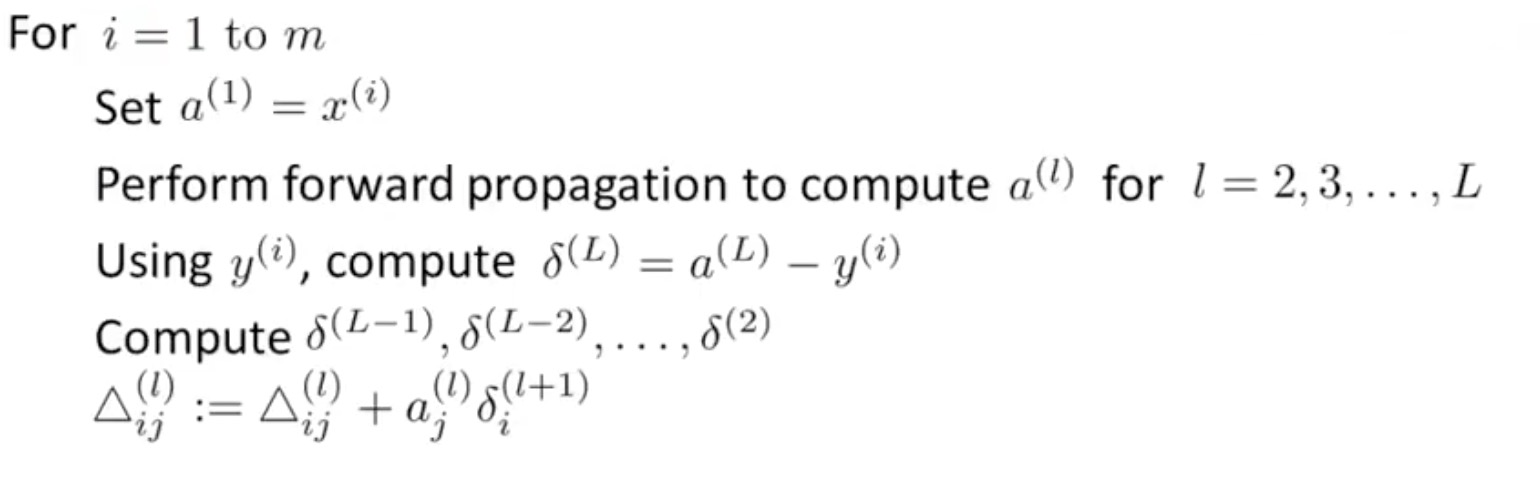 For $i = 1$ to $m$
Set $a^{(1)} = x^{(i)}$
Perform forward propagation to compute $a^{(l)}$ for $l = 2, 3, \ldots, L$
Using $y^{(i)}$, compute $\delta^{(L)} = a^{(L)} - y^{(i)}$
Compute $\delta^{(L-1)}, \delta^{(L-2)}, \ldots, \delta^{(2)}$
$\triangle_{ij}^{(l)} := \triangle_{ij}^{(l)} + a_j^{(l)} \delta_i^{(l+1)}$